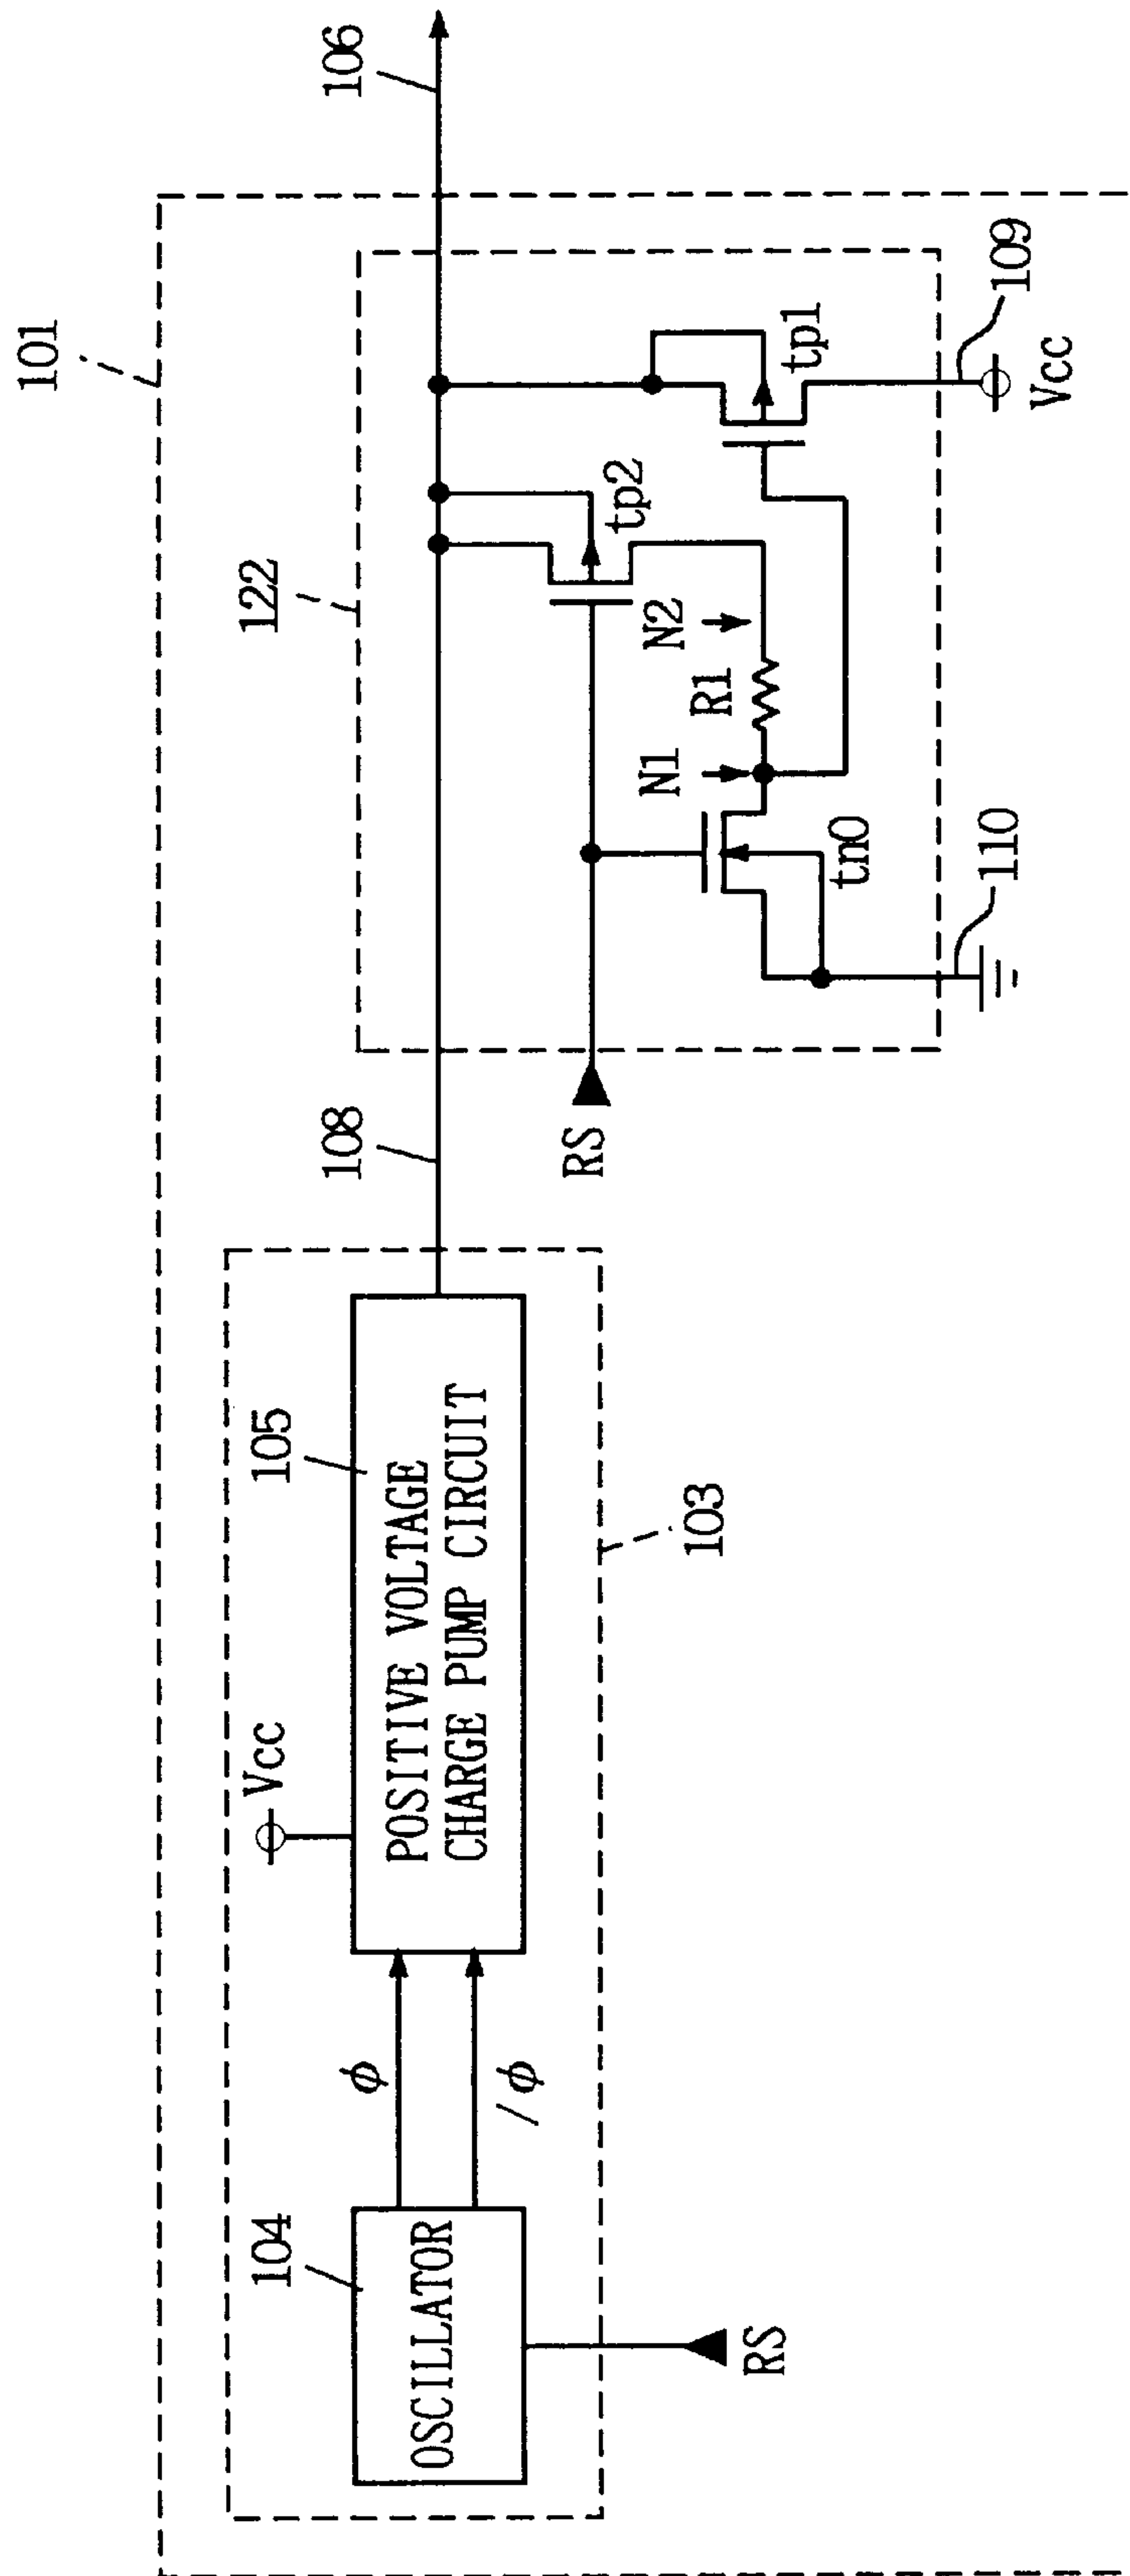 101
106
122
108
tp2
tp1
N2
R1
N1
tn0
RS
110
109
Vcc
105
Vcc
POSITIVE VOLTAGE
CHARGE PUMP CIRCUIT
103
104
OSCILLATOR
φ
/φ
RS